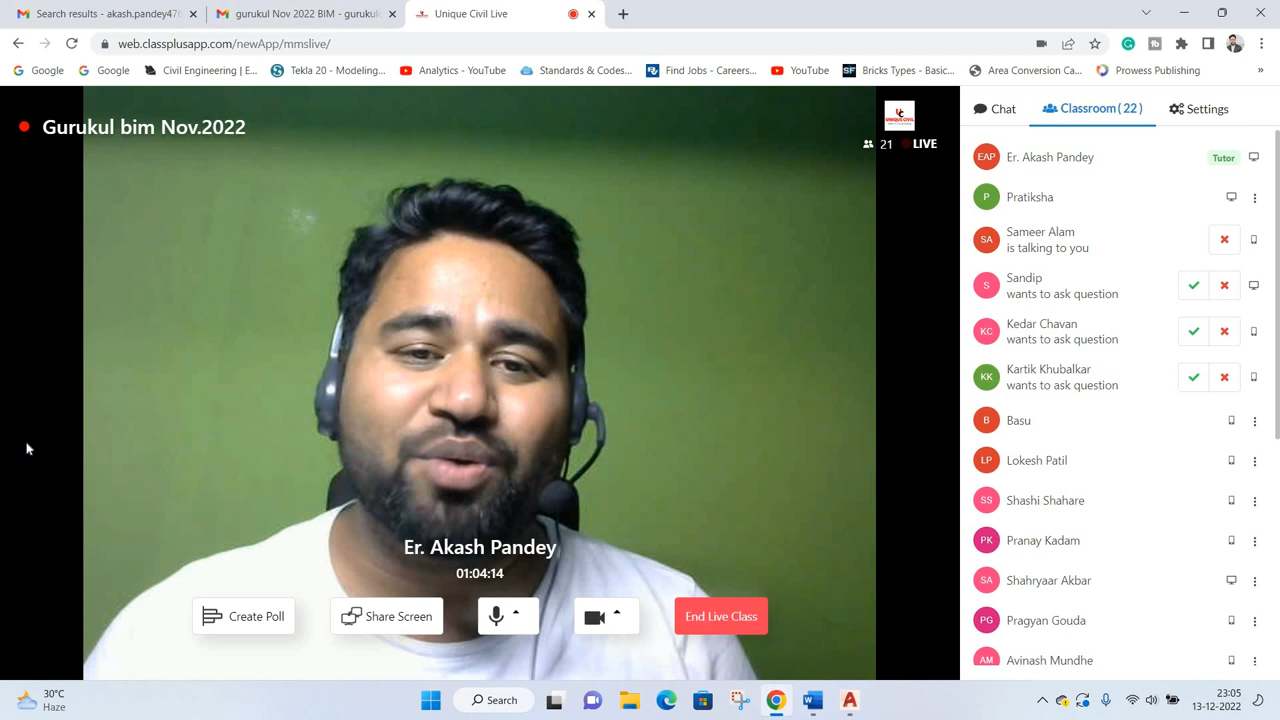 Search results - akash.pandey476
gurukul Nov 2022 BIM - gurukul
Unique Civil Live
web.classplusapp.com/newApp/mmslive/
Google
Google
Civil Engineering | E...
Tekla 20 - Modeling...
Analytics - YouTube
Standards & Codes...
Find Jobs - Careers...
YouTube
Bricks Types - Basic...
Area Conversion Ca...
Prowess Publishing
»
Gurukul bim Nov.2022
UC
UNIQUE CIVIL
21
LIVE
Er. Akash Pandey
01:04:14
Create Poll
Share Screen
End Live Class
Chat
Classroom ( 22 )
Settings
EAP
Er. Akash Pandey
Tutor
P
Pratiksha
SA
Sameer Alam
is talking to you
S
Sandip
wants to ask question
KC
Kedar Chavan
wants to ask question
KK
Kartik Khubalkar
wants to ask question
B
Basu
LP
Lokesh Patil
SS
Shashi Shahare
PK
Pranay Kadam
SA
Shahryaar Akbar
PG
Pragyan Gouda
AM
Avinash Mundhe
30°C
Haze
Search
23:05
13-12-2022